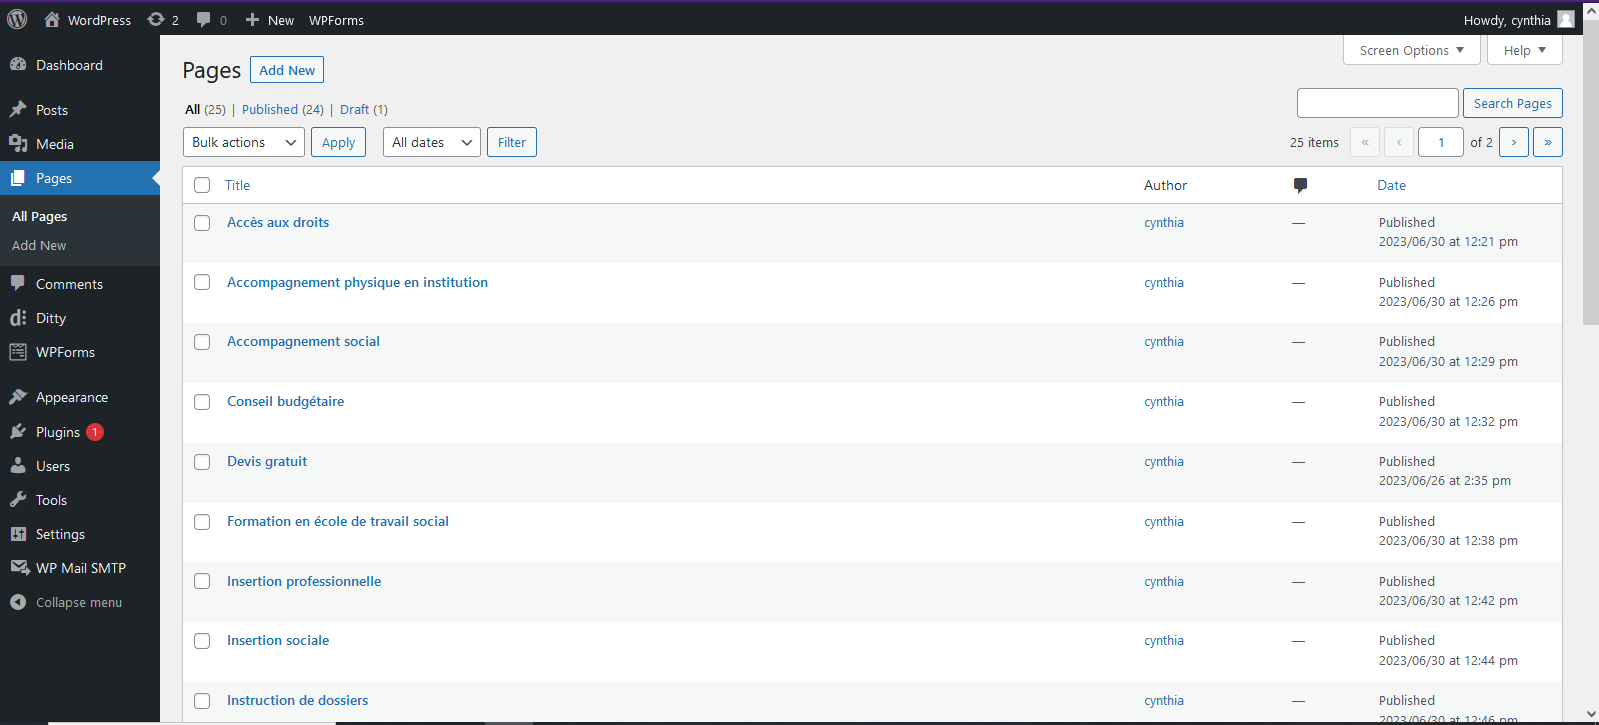 WordPress 2 0 New WPForms Howdy, cynthia
Screen Options Help
Dashboard
Posts
Media
Pages
All Pages
Add New
Comments
Ditty
WPForms
Appearance
Plugins 1
Users
Tools
Settings
WP Mail SMTP
Collapse menu
Pages Add New
All (25) | Published (24) | Draft (1)
Search Pages
Bulk actions Apply All dates Filter 25 items « ‹ 1 of 2 › »
Title Author Date
Accès aux droits cynthia — Published
2023/06/30 at 12:21 pm
Accompagnement physique en institution cynthia — Published
2023/06/30 at 12:26 pm
Accompagnement social cynthia — Published
2023/06/30 at 12:29 pm
Conseil budgétaire cynthia — Published
2023/06/30 at 12:32 pm
Devis gratuit cynthia — Published
2023/06/26 at 2:35 pm
Formation en école de travail social cynthia — Published
2023/06/30 at 12:38 pm
Insertion professionnelle cynthia — Published
2023/06/30 at 12:42 pm
Insertion sociale cynthia — Published
2023/06/30 at 12:44 pm
Instruction de dossiers cynthia — Published
2023/06/30 at 12:46 pm